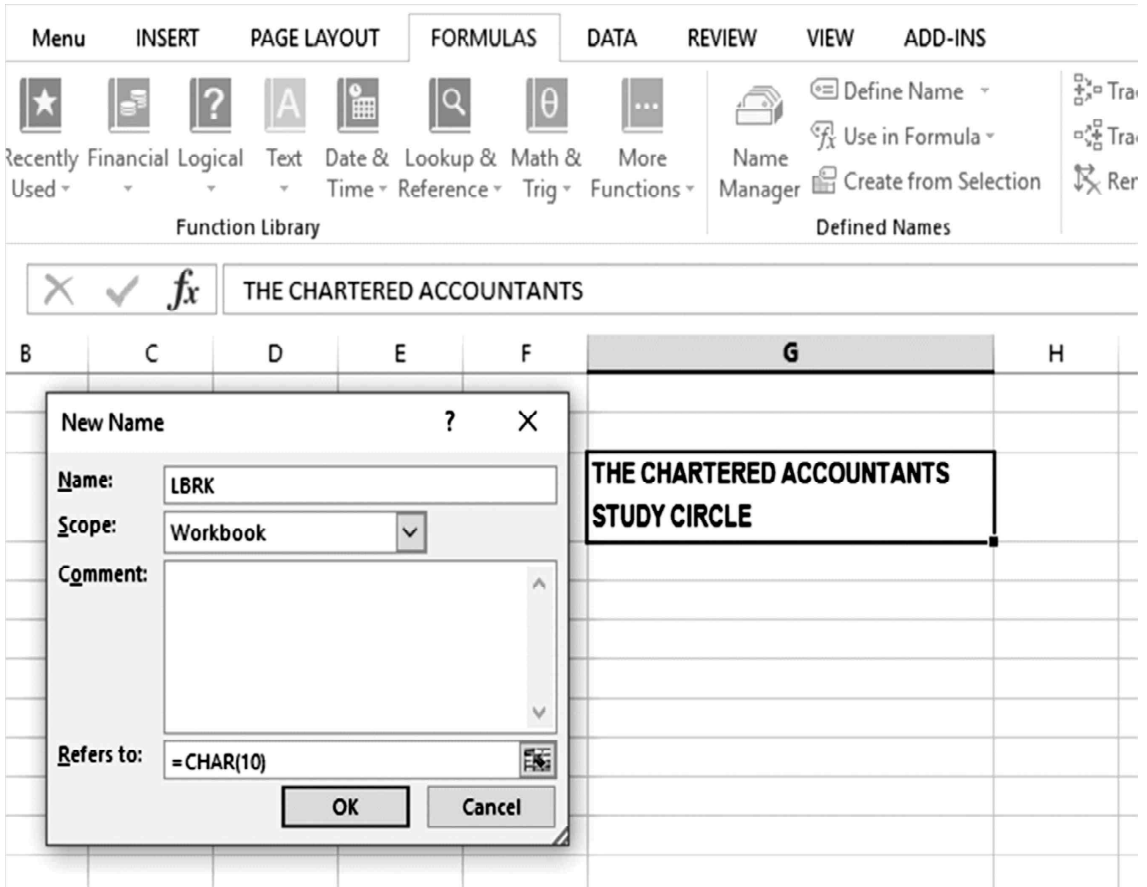 Menu INSERT PAGE LAYOUT FORMULAS DATA REVIEW VIEW ADD-INS
Recently Used
Financial
Logical
Text
Date & Time
Lookup & Reference
Math & Trig
More Functions
Function Library
Name Manager
Define Name
Use in Formula
Create from Selection
Defined Names
fx THE CHARTERED ACCOUNTANTS
B C D E F G H
New Name ? X
Name: LBRK
Scope: Workbook
Comment:
Refers to: =CHAR(10)
OK Cancel
THE CHARTERED ACCOUNTANTS
STUDY CIRCLE